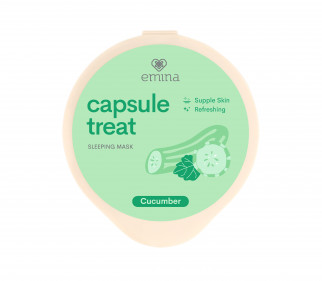 emina
capsule
treat
Supple Skin
Refreshing
SLEEPING MASK
Cucumber